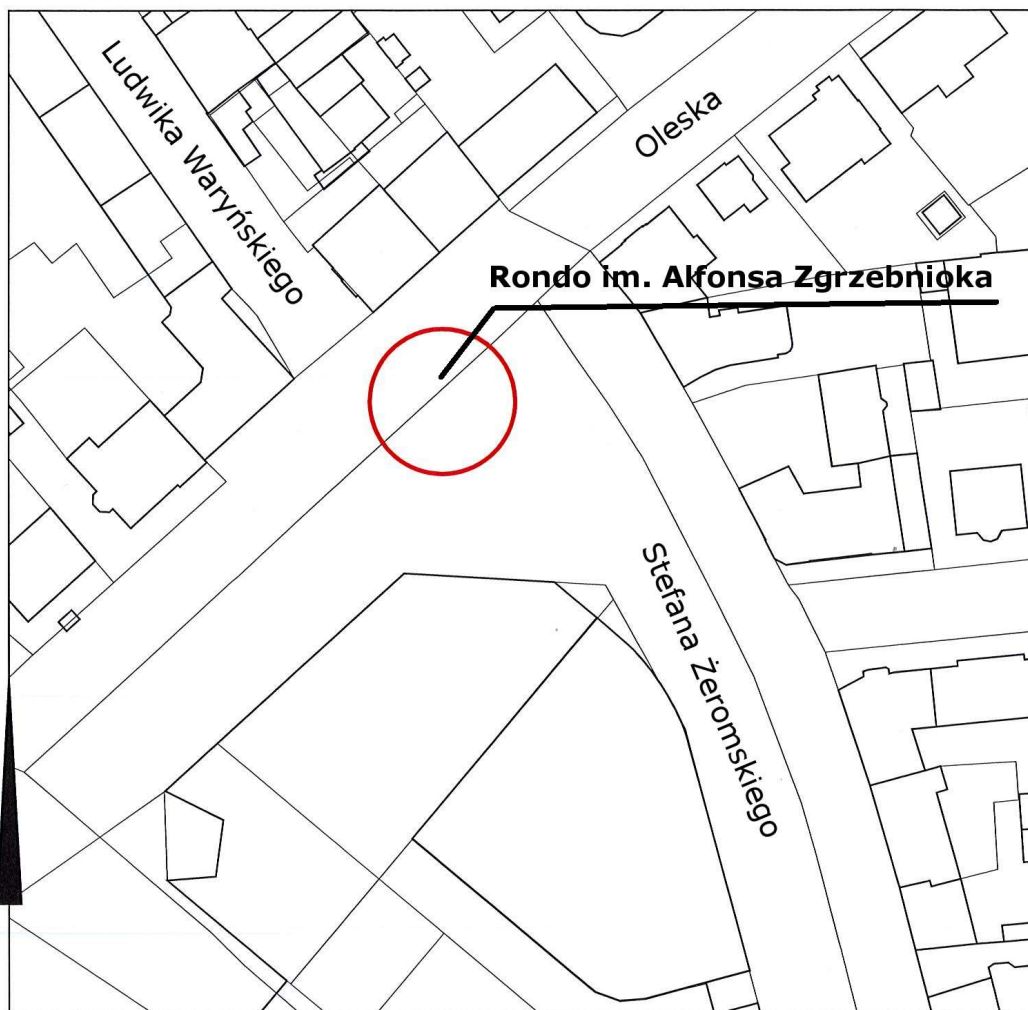 Ludwika Waryńskiego
Oleska
Rondo im. Alfonsa Zgrzebnioka
Stefana Żeromskiego